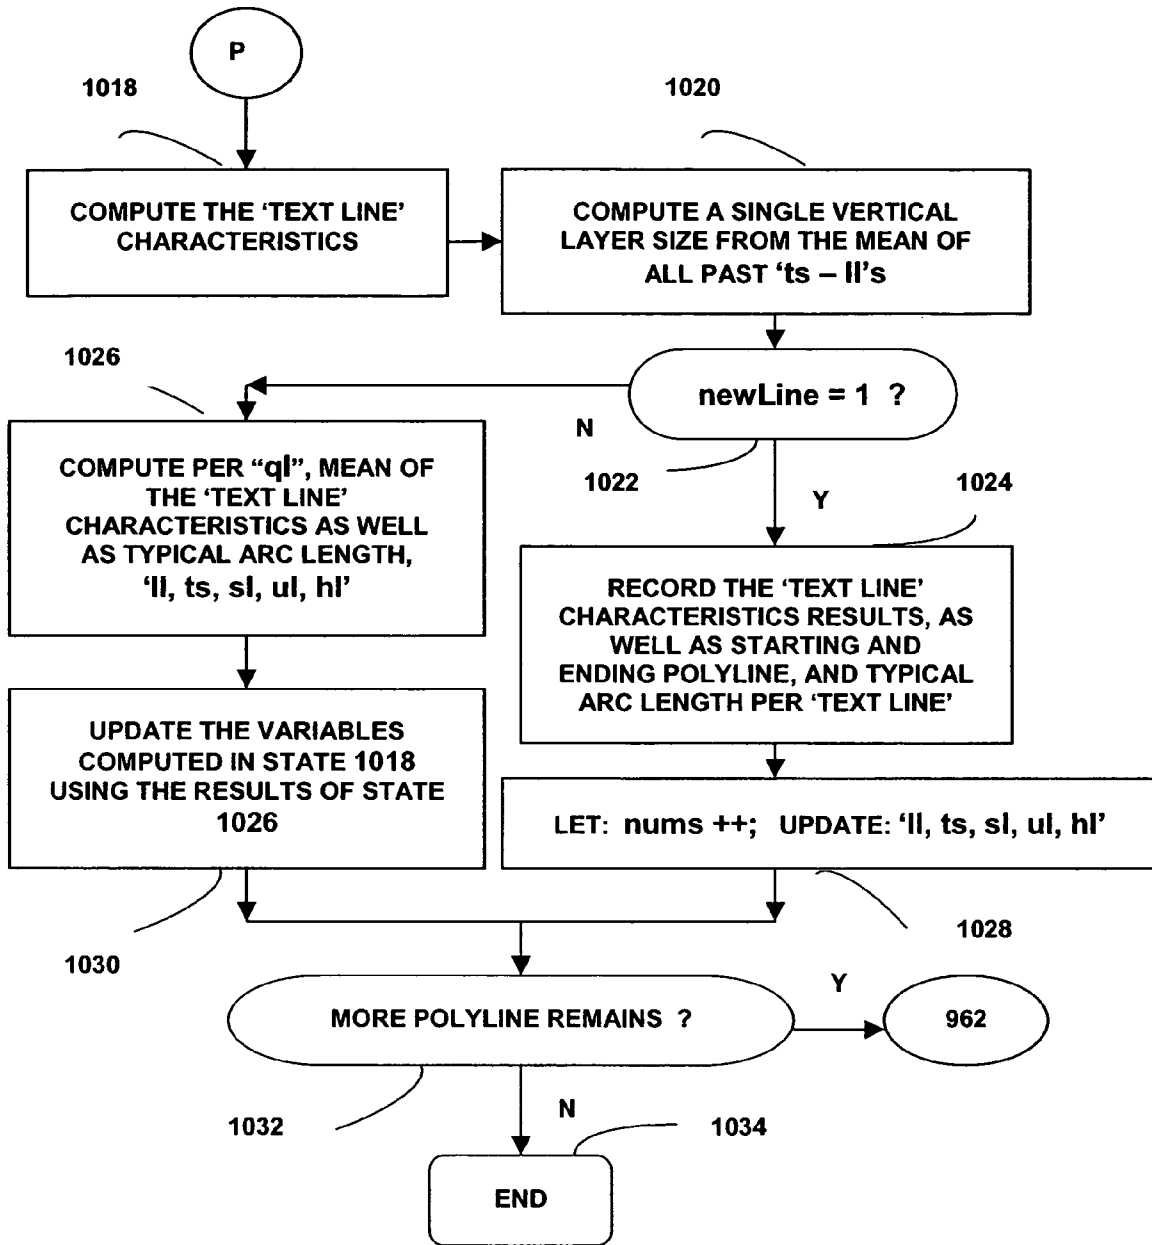 P
1018
1020
COMPUTE THE ‘TEXT LINE’
CHARACTERISTICS
COMPUTE A SINGLE VERTICAL
LAYER SIZE FROM THE MEAN OF
ALL PAST ‘ts – ll’s
1026
newLine = 1 ?
N
1022
Y
1024
COMPUTE PER “ql”, MEAN OF
THE ‘TEXT LINE’
CHARACTERISTICS AS WELL
AS TYPICAL ARC LENGTH,
‘ll, ts, sl, ul, hl’
RECORD THE ‘TEXT LINE’
CHARACTERISTICS RESULTS, AS
WELL AS STARTING AND
ENDING POLYLINE, AND TYPICAL
ARC LENGTH PER ‘TEXT LINE’
UPDATE THE VARIABLES
COMPUTED IN STATE 1018
USING THE RESULTS OF STATE
1026
LET: nums ++; UPDATE: ‘ll, ts, sl, ul, hl’
1030
1028
MORE POLYLINE REMAINS ?
Y
962
1032
N
1034
END